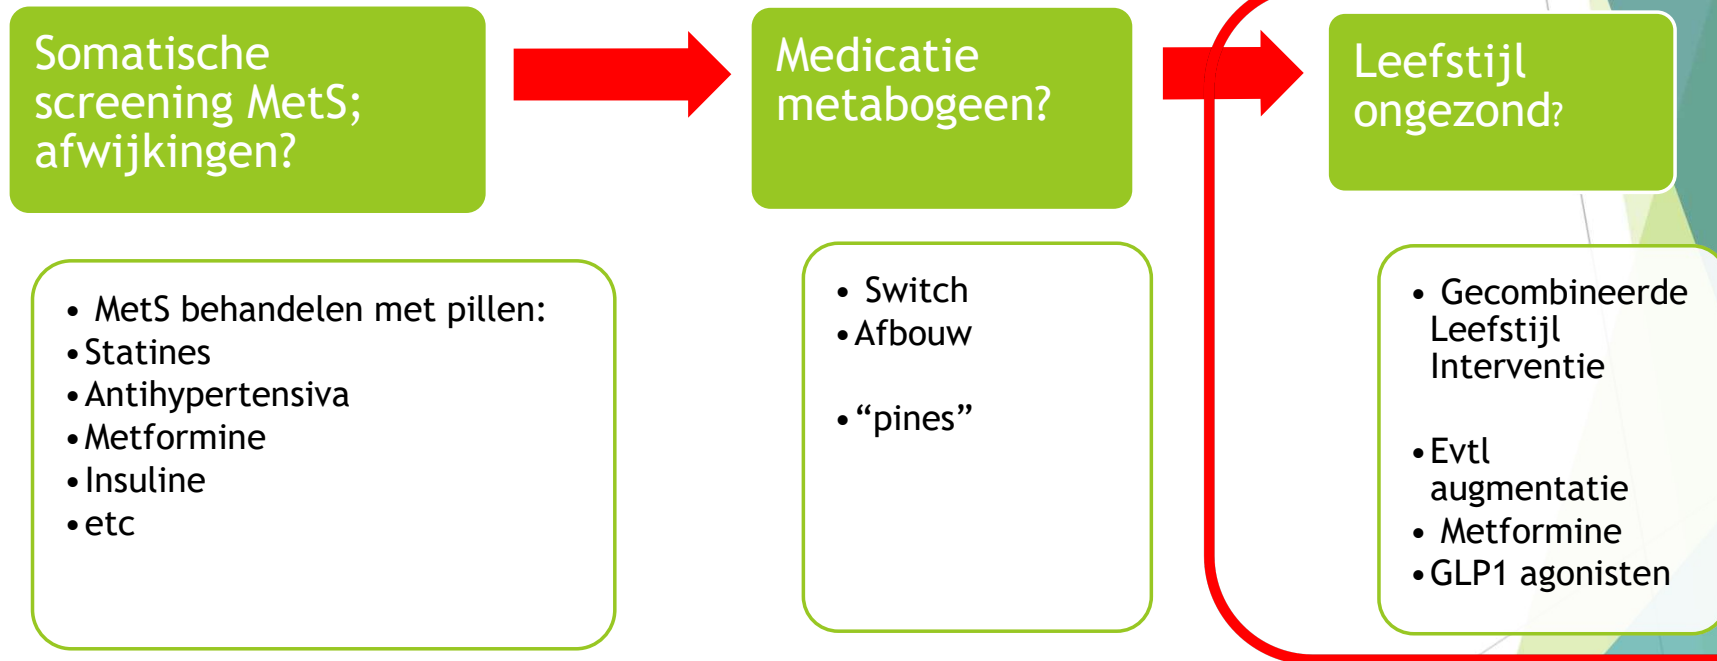 Somatische
screening MetS;
afwijkingen?
Medicatie
metabogeen?
Leefstijl
ongezond?
• MetS behandelen met pillen:
• Statines
• Antihypertensiva
• Metformine
• Insuline
• etc
• Switch
• Afbouw
• “pines”
• Gecombineerde
Leefstijl
Interventie
• Evtl
augmentatie
• Metformine
• GLP1 agonisten